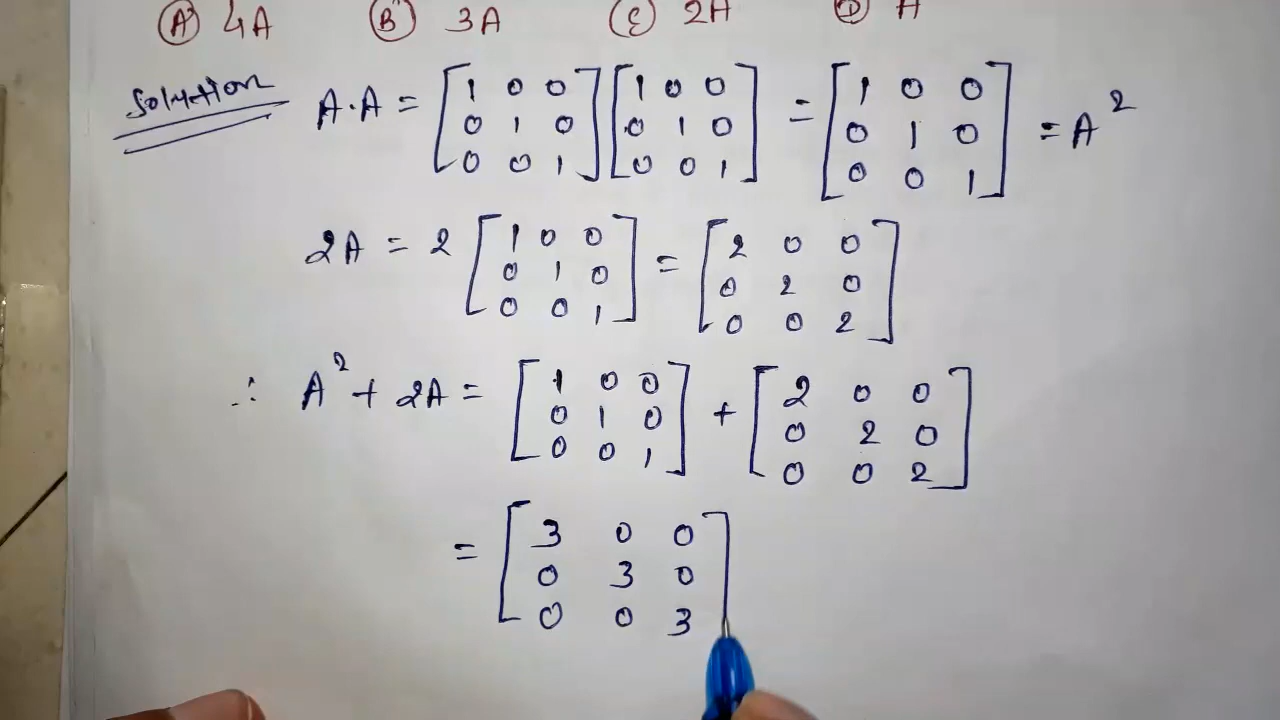 (A) 4A (B) 3A (C) 2A (D) A
Solution A·A = [1 0 0 0 1 0 0 0 1] [1 0 0 0 1 0 0 0 1] = [1 0 0 0 1 0 0 0 1] = A²
2A = 2 [1 0 0 0 1 0 0 0 1] = [2 0 0 0 2 0 0 0 2]
∴ A² + 2A = [1 0 0 0 1 0 0 0 1] + [2 0 0 0 2 0 0 0 2]
= [3 0 0 0 3 0 0 0 3]